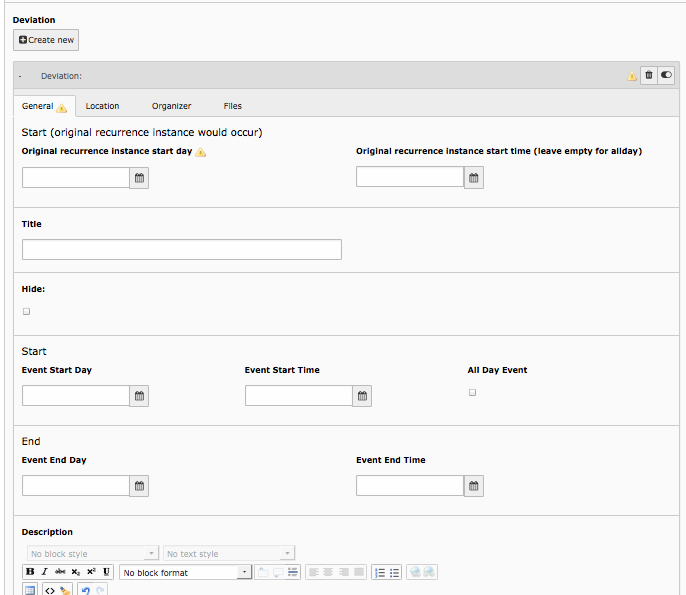 Deviation
Create new
- Deviation:
General Location Organizer Files
Start (original recurrence instance would occur)
Original recurrence instance start day Original recurrence instance start time (leave empty for allday)
Title
Hide:
Start
Event Start Day Event Start Time All Day Event
End
Event End Day Event End Time
Description
No block style No text style
B I abc x₂ x² U No block format